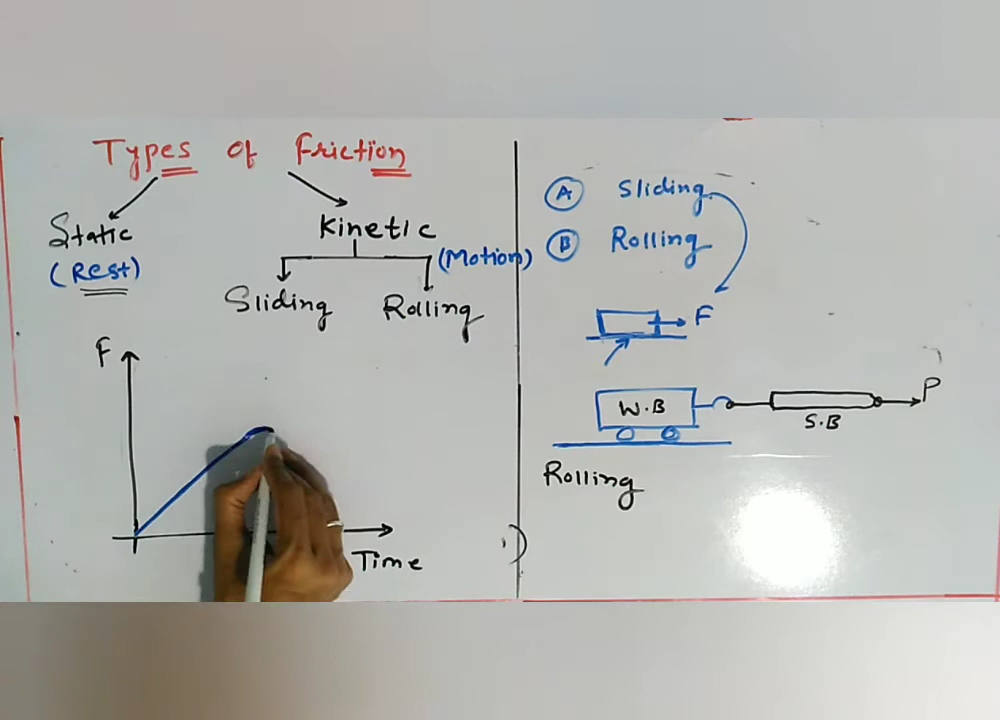 Types of Friction
Static
(Rest)
Kinetic
(Motion)
Sliding Rolling
F
Time
A Sliding
B Rolling
F
W.B
S.B
P
Rolling